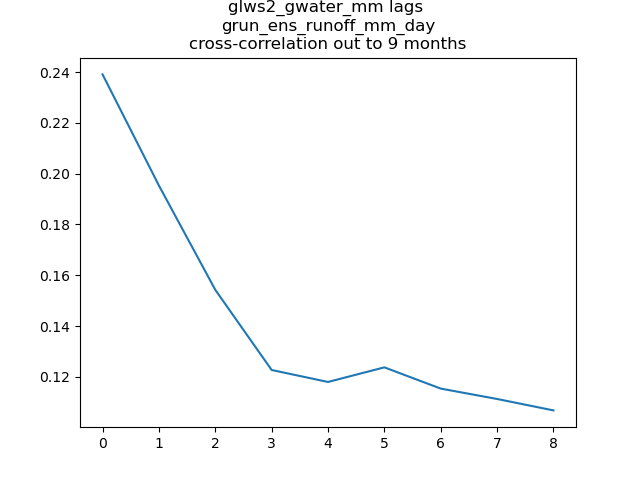 glws2_gwater_mm lags
grun_ens_runoff_mm_day
cross-correlation out to 9 months
0.24
0.22
0.20
0.18
0.16
0.14
0.12
0 1 2 3 4 5 6 7 8